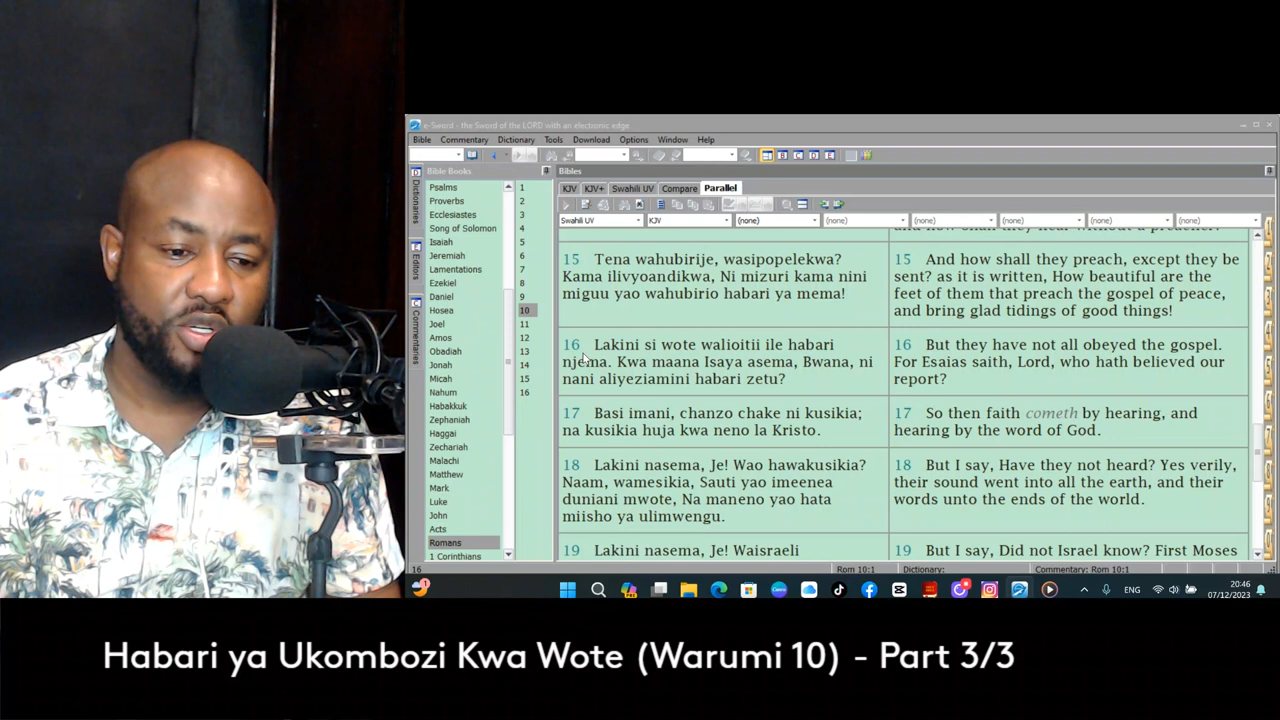 e-Sword - the Sword of the LORD with an electronic edge
Bible Commentary Dictionary Tools Download Options Window Help
Bible Books
Bibles
Dictionaries
Editors
Commentaries
Psalms
Proverbs
Ecclesiastes
Song of Solomon
Isaiah
Jeremiah
Lamentations
Ezekiel
Daniel
Hosea
Joel
Amos
Obadiah
Jonah
Micah
Nahum
Habakkuk
Zephaniah
Haggai
Zechariah
Malachi
Matthew
Mark
Luke
John
Acts
Romans
1 Corinthians
1
2
3
4
5
6
7
8
9
10
11
12
13
14
15
16
KJV KJV+ Swahili UV Compare Parallel
Swahili UV KJV (none) (none) (none) (none) (none) (none)
15 Tena wahubirije, wasipopelekwa?
Kama ilivyoandikwa, Ni mizuri kama nini
miguu yao wahubirio habari ya mema!
16 Lakini si wote walioitii ile habari
njema. Kwa maana Isaya asema, Bwana, ni
nani aliyeziamini habari zetu?
17 Basi imani, chanzo chake ni kusikia;
na kusikia huja kwa neno la Kristo.
18 Lakini nasema, Je! Wao hawakusikia?
Naam, wamesikia, Sauti yao imeenea
duniani mwote, Na maneno yao hata
miisho ya ulimwengu.
19 Lakini nasema, Je! Waisraeli
and how shall they hear without a preacher?
15 And how shall they preach, except they be
sent? as it is written, How beautiful are the
feet of them that preach the gospel of peace,
and bring glad tidings of good things!
16 But they have not all obeyed the gospel.
For Esaias saith, Lord, who hath believed our
report?
17 So then faith cometh by hearing, and
hearing by the word of God.
18 But I say, Have they not heard? Yes verily,
their sound went into all the earth, and their
words unto the ends of the world.
19 But I say, Did not Israel know? First Moses
16 Rom 10:1 Dictionary: Commentary: Rom 10:1
1
ENG
20:46
07/12/2023
Habari ya Ukombozi Kwa Wote (Warumi 10) - Part 3/3